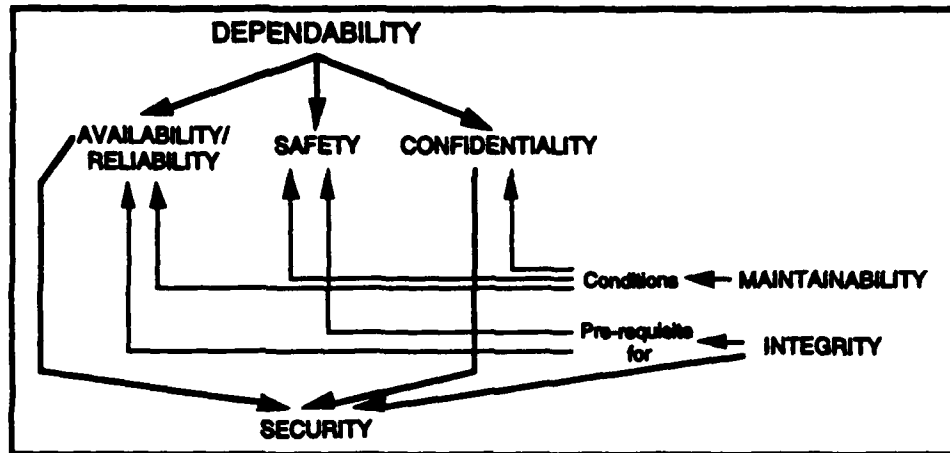 DEPENDABILITY
AVAILABILITY/
RELIABILITY
SAFETY
CONFIDENTIALITY
Conditions
MAINTAINABILITY
Pre-requisite
for
INTEGRITY
SECURITY